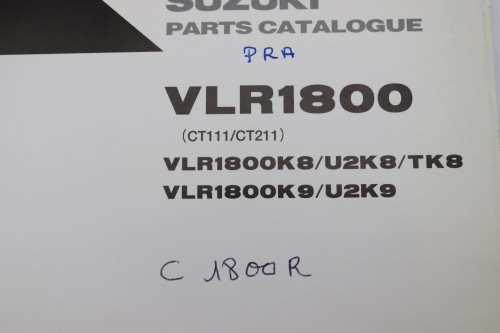 SUZUKI
PARTS CATALOGUE
PRA
VLR1800
(CT111/CT211)
VLR1800K8/U2K8/TK8
VLR1800K9/U2K9
C 1800R